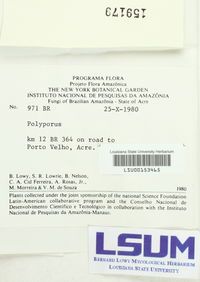 159179
PROGRAMA FLORA
Projeto Flora Amazônica
THE NEW YORK BOTANICAL GARDEN
INSTITUTO NACIONAL DE PESQUISAS DA AMAZÔNIA
Fungi of Brazilian Amazonia - State of Acre
No. 971 BR 25-X-1980
Polyporus
km 12 BR 364 on road to
Porto Velho, Acre.
Louisiana State University Herbarium
LSU00153465
B. Lowy, S. R. Lowrie, B. Nelson,
C. A. Cid Ferreira, A. Rosas, Jr.,
M. Moreira & V. M. de Souza 1980
Plants collected under the joint sponsorship of the national Science Foundation
Latin-American collaborative program and the Conselho Nacional de
Desenvolvimento Científico e Tecnológico in collaboration with the Instituto
Nacional de Pesquisas da Amazônia-Manaus.
LSUM
BERNARD LOWY MYCOLOGICAL HERBARIUM
LOUISIANA STATE UNIVERSITY